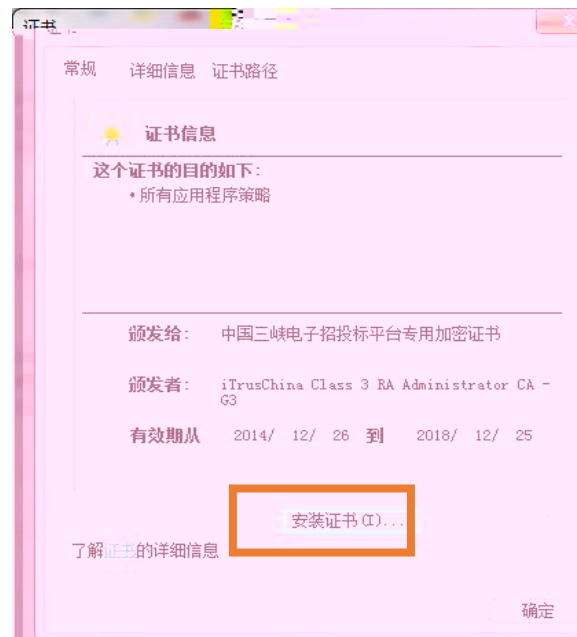 证书
常规 详细信息 证书路径
证书信息
这个证书的目的如下:
•所有应用程序策略
颁发给: 中国三峡电子招投标平台专用加密证书
颁发者: iTrusChina Class 3 RA Administrator CA -
G3
有效期从 2014/ 12/ 26 到 2018/ 12/ 25
安装证书(I)...
了解证书的详细信息
确定